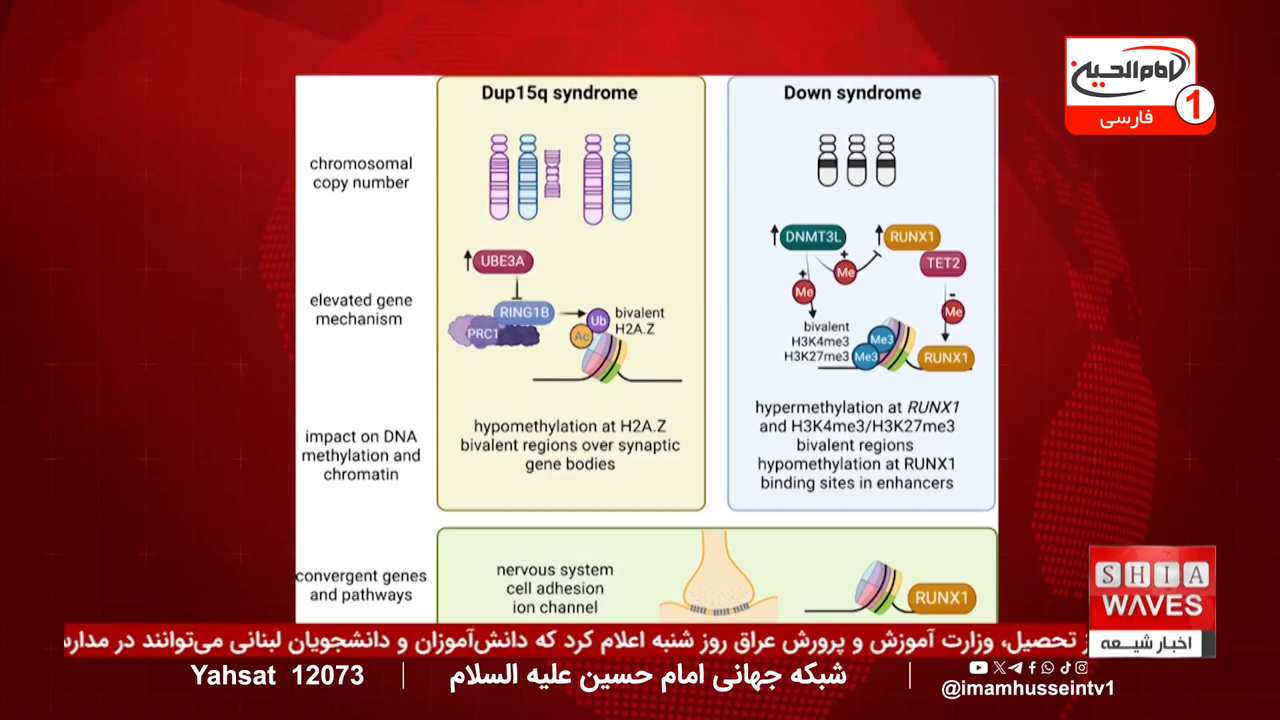 امام الحسین
1
فارسی
Dup15q syndrome
Down syndrome
chromosomal
copy number
elevated gene
mechanism
UBE3A
RING1B
PRC1
Ub
Ac
bivalent
H2A.Z
DNMT3L
RUNX1
TET2
+
Me
+
Me
-
Me
bivalent
H3K4me3
H3K27me3
Me3
Me3
RUNX1
impact on DNA
methylation and
chromatin
hypomethylation at H2A.Z
bivalent regions over synaptic
gene bodies
hypermethylation at RUNX1
and H3K4me3/H3K27me3
bivalent regions
hypomethylation at RUNX1
binding sites in enhancers
convergent genes
and pathways
nervous system
cell adhesion
ion channel
RUNX1
SHIA
WAVES
اخبار شیعه
ز تحصیل، وزارت آموزش و پرورش عراق روز شنبه اعلام کرد که دانش‌آموزان و دانشجویان لبنانی می‌توانند در مدارس
Yahsat 12073
شبکه جهانی امام حسین علیه السلام
@imamhusseintv1